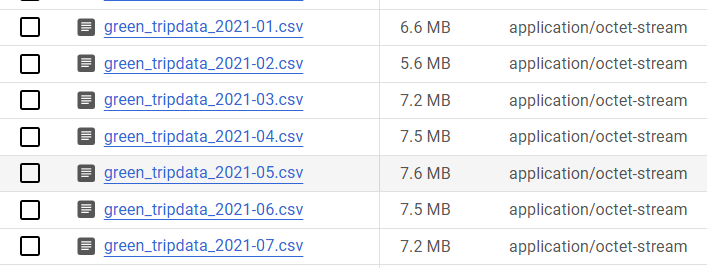 green_tripdata_2021-01.csv 6.6 MB application/octet-stream
green_tripdata_2021-02.csv 5.6 MB application/octet-stream
green_tripdata_2021-03.csv 7.2 MB application/octet-stream
green_tripdata_2021-04.csv 7.5 MB application/octet-stream
green_tripdata_2021-05.csv 7.6 MB application/octet-stream
green_tripdata_2021-06.csv 7.5 MB application/octet-stream
green_tripdata_2021-07.csv 7.2 MB application/octet-stream